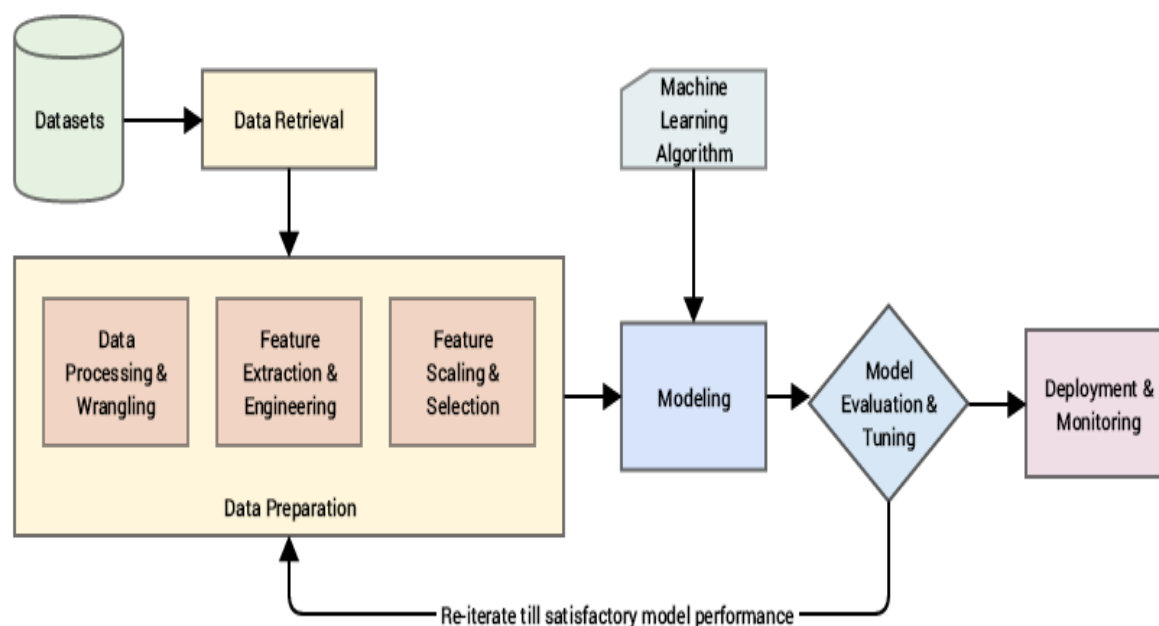 Datasets
Data Retrieval
Machine
Learning
Algorithm
Data
Processing &
Wrangling
Feature
Extraction &
Engineering
Feature
Scaling &
Selection
Data Preparation
Modeling
Model
Evaluation &
Tuning
Deployment &
Monitoring
Re-iterate till satisfactory model performance